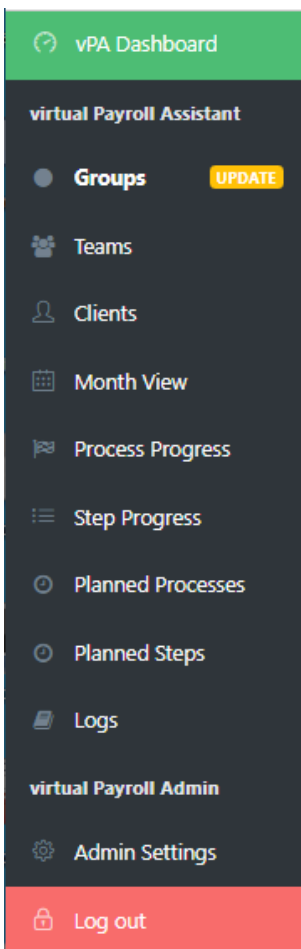 vPA Dashboard
virtual Payroll Assistant
Groups UPDATE
Teams
Clients
Month View
Process Progress
Step Progress
Planned Processes
Planned Steps
Logs
virtual Payroll Admin
Admin Settings
Log out